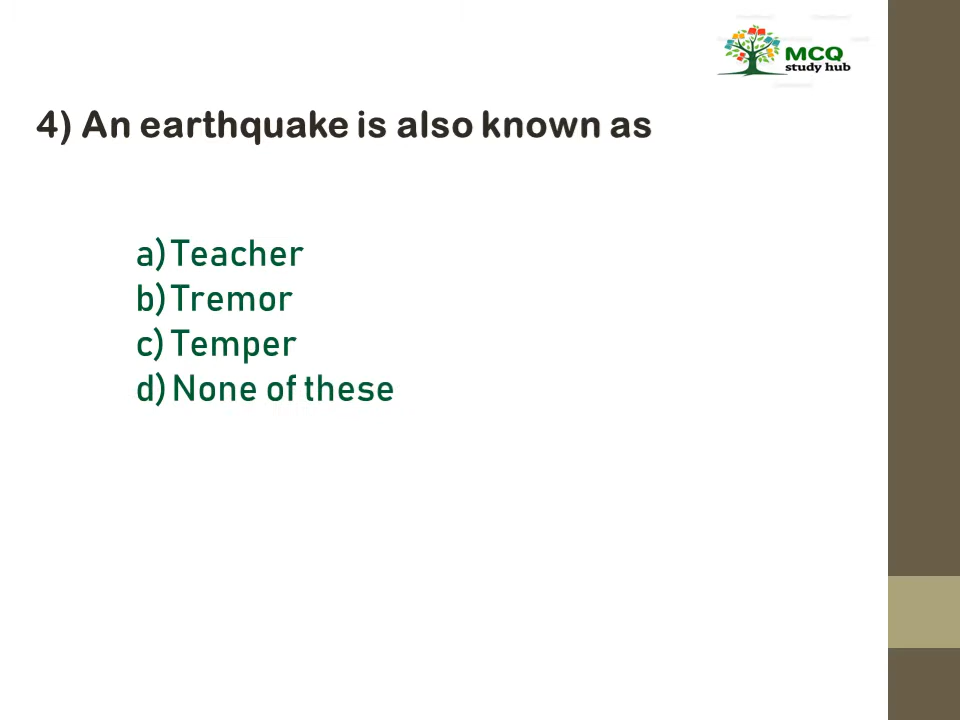 MCQ
study hub
4) An earthquake is also known as
a) Teacher
b) Tremor
c) Temper
d) None of these